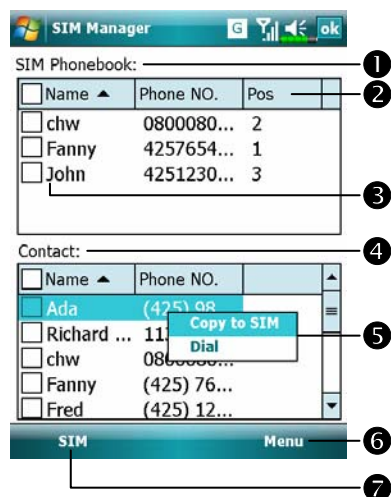 SIM Manager G ok
SIM Phonebook: 1
Name ▲ Phone NO. Pos 2
chw 0800080... 2
Fanny 4257654... 1
John 4251230... 3
3
Contact: 4
Name ▲ Phone NO.
Ada (425) 98
Copy to SIM
Richard ... 11
Dial 5
chw
Fanny (425) 76...
Fred (425) 12...
SIM Menu 6
7